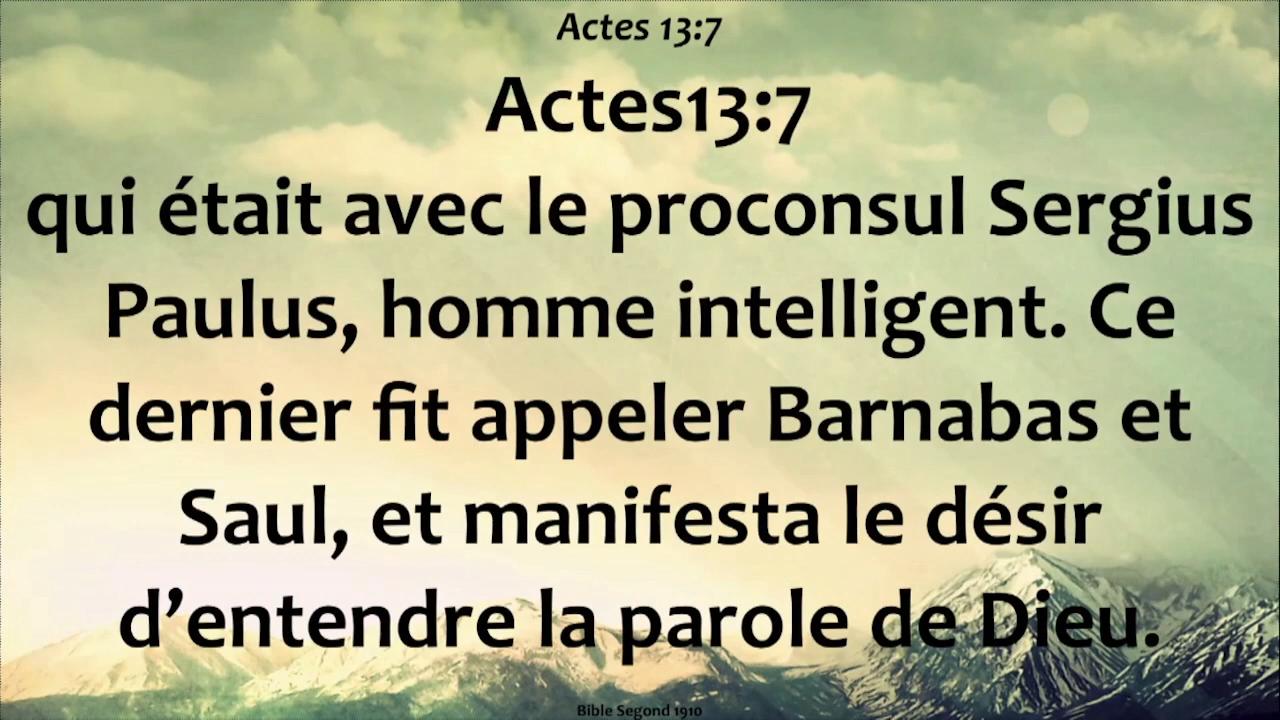 Actes 13:7
Actes13:7
qui était avec le proconsul Sergius
Paulus, homme intelligent. Ce
dernier fit appeler Barnabas et
Saul, et manifesta le désir
d’entendre la parole de Dieu.
Bible Segond 1910